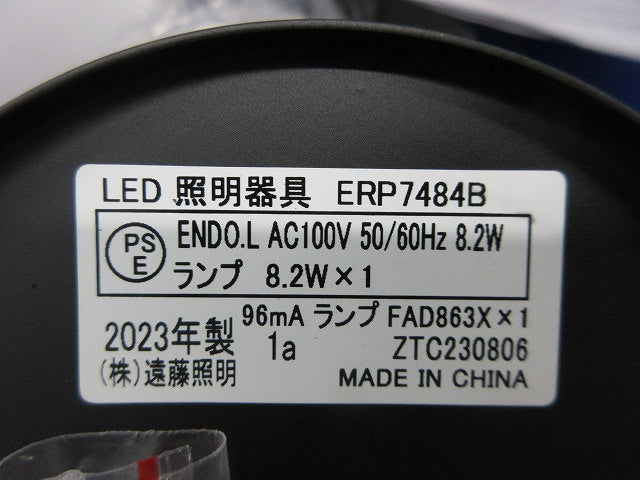 LED 照明器具 ERP7484B
PS
E
ENDO.L AC100V 50/60Hz 8.2W
ランプ 8.2W×1
96mA ランプ FAD863X×1
2023年製 1a ZTC230806
(株)遠藤照明 MADE IN CHINA